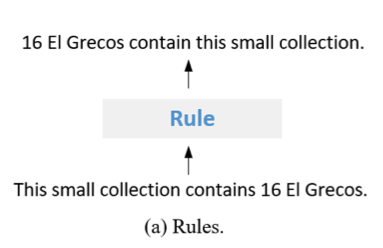 16 El Grecos contain this small collection.
Rule
This small collection contains 16 El Grecos.
(a) Rules.